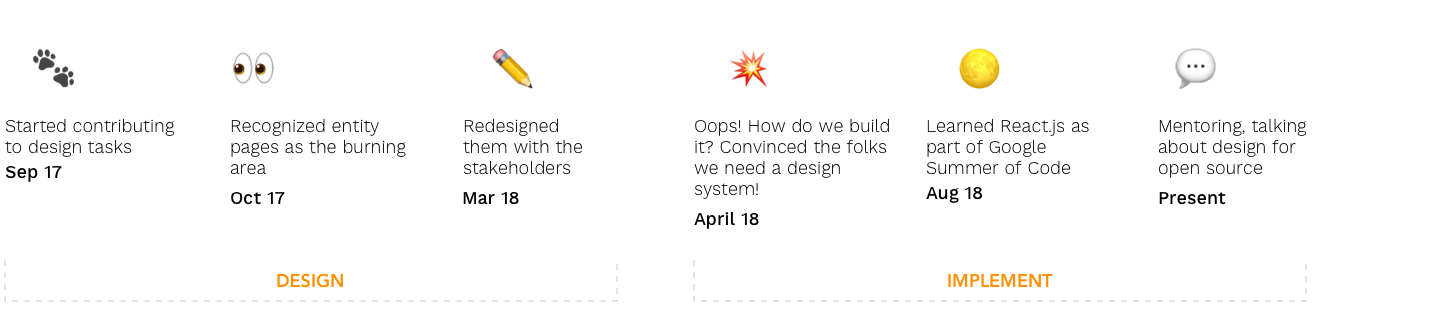 Started contributing
to design tasks
Sep 17
Recognized entity
pages as the burning
area
Oct 17
Redesigned
them with the
stakeholders
Mar 18
Oops! How do we build
it? Convinced the folks
we need a design
system!
April 18
Learned React.js as
part of Google
Summer of Code
Aug 18
Mentoring, talking
about design for
open source
Present
DESIGN
IMPLEMENT